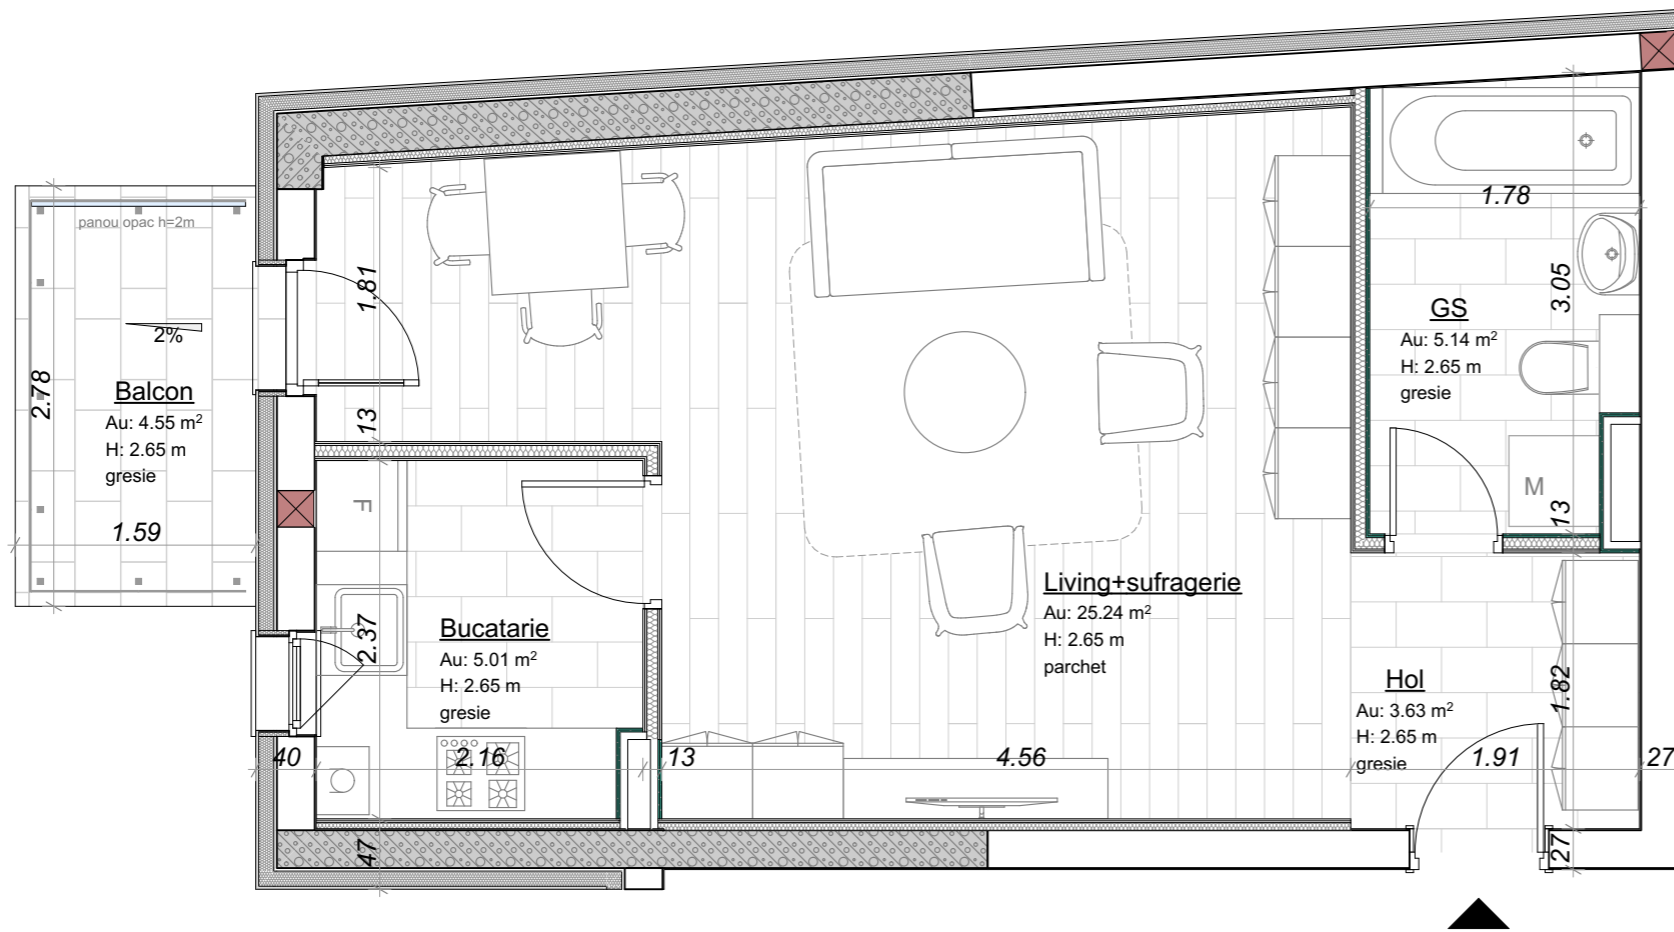 panou opac h=2m
2%
2.78
Balcon
Au: 4.55 m²
H: 2.65 m
gresie
1.59
1.81
13
F
2.37
Bucatarie
Au: 5.01 m²
H: 2.65 m
gresie
40
2.16
13
47
Living+sufragerie
Au: 25.24 m²
H: 2.65 m
parchet
4.56
1.78
3.05
GS
Au: 5.14 m²
H: 2.65 m
gresie
M
13
Hol
Au: 3.63 m²
H: 2.65 m
gresie
1.82
1.91
27
27